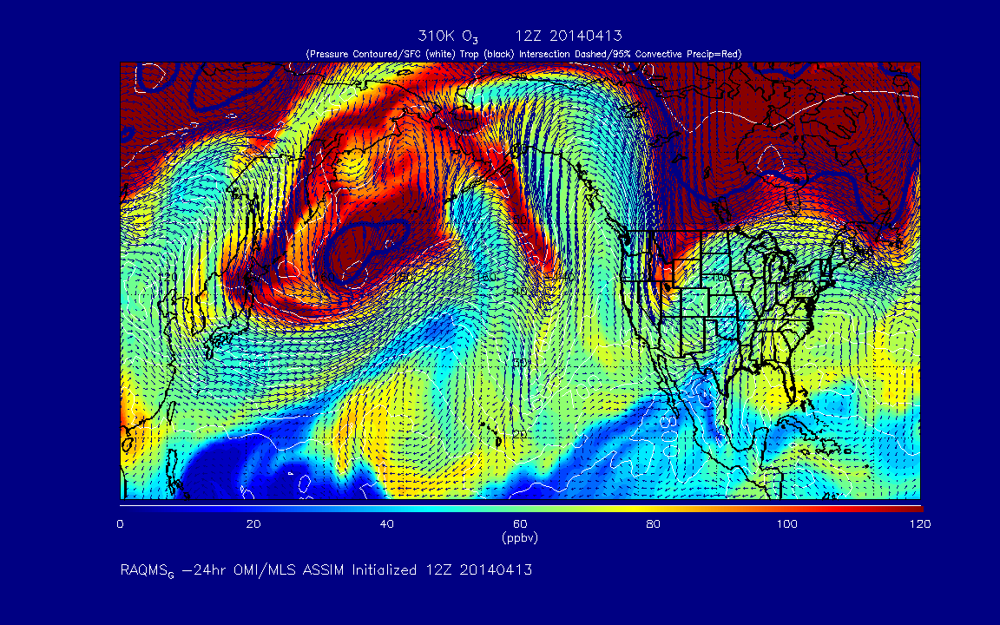 310K O3 12Z 20140413
(Pressure Contoured/SFC (white) Trop (black) Intersection Dashed/95% Convective Precip=Red)
0 20 40 60 80 100 120
(ppbv)
RAQMSG -24hr OMI/MLS ASSIM Initialized 12Z 20140413